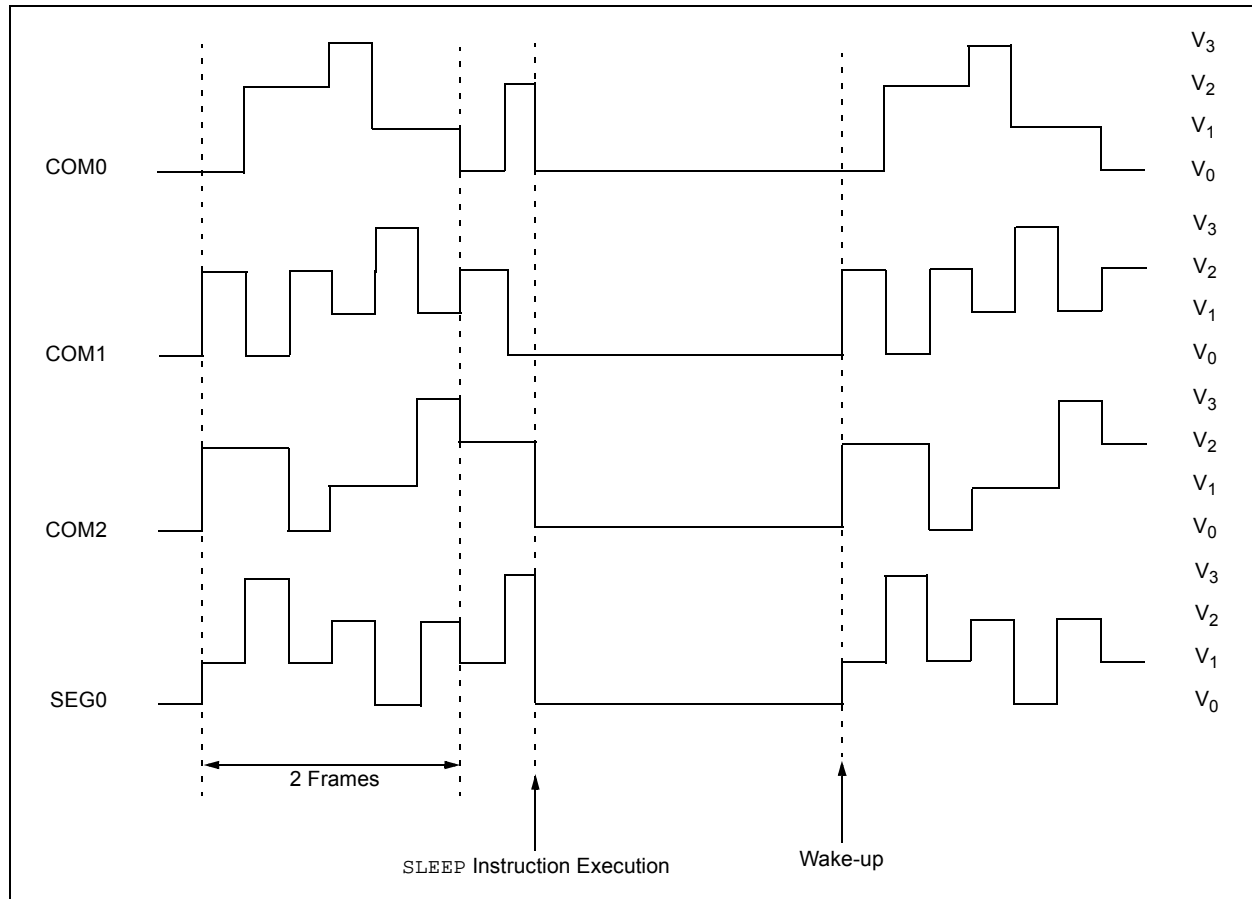 V3
V2
V1
COM0
V0
V3
V2
V1
COM1
V0
V3
V2
V1
COM2
V0
V3
V2
V1
SEG0
V0
2 Frames
SLEEP Instruction Execution
Wake-up